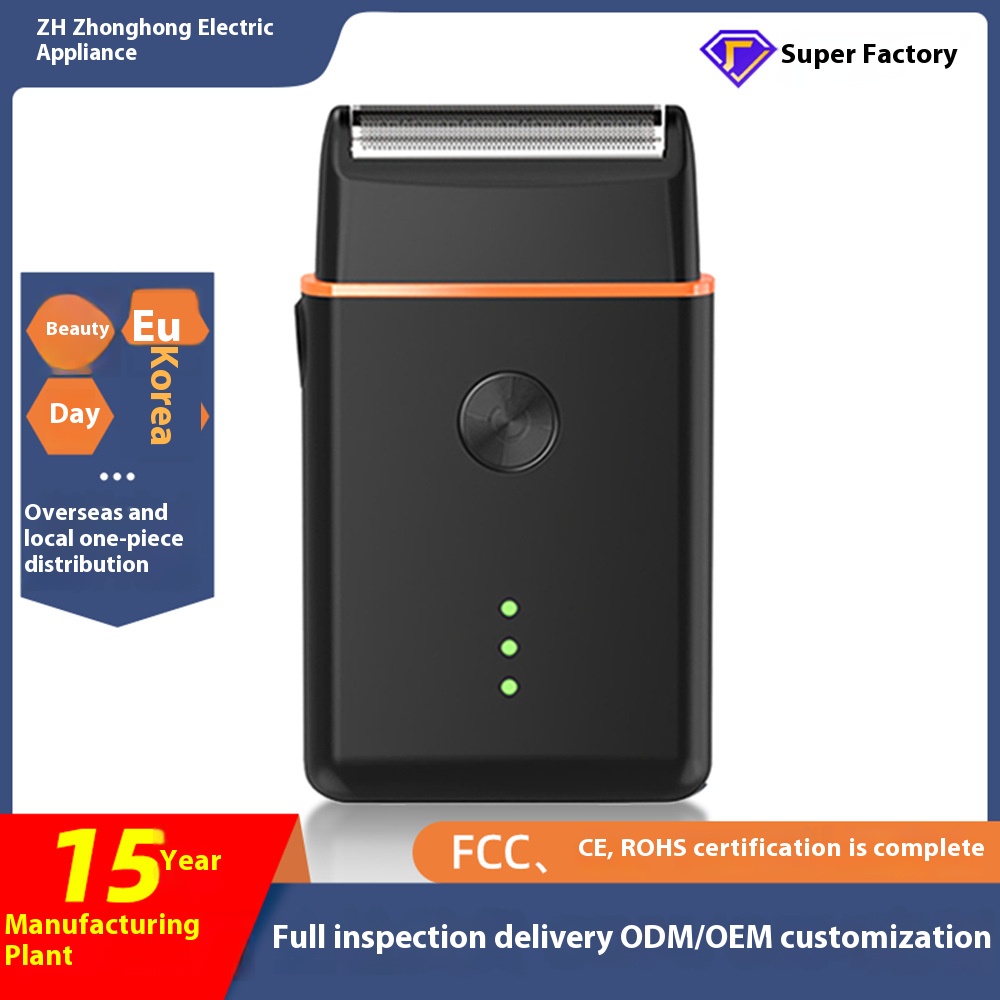 ZH Zhonghong Electric
Appliance
Super Factory
Beauty
Eu
Korea
Day
...
Overseas and
local one-piece
distribution
15 Year
Manufacturing
Plant
FCC、 CE, ROHS certification is complete
Full inspection delivery ODM/OEM customization